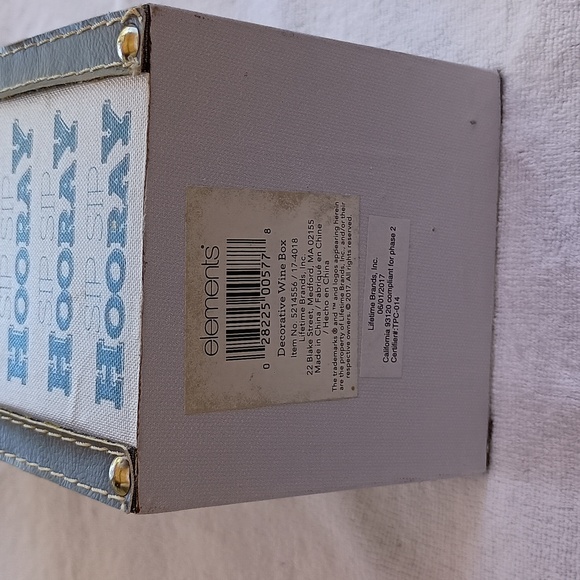 SIP SIP
HOORAY
SIP SIP
HOORAY
SIP SIP
HOORAY
elements®
0 28225 00577 8
Decorative Wine Box
Item No. 5214556 / 17-4018
Lifetime Brands, Inc.
22 Blake Street, Medford, MA 02155
Made in China / Fabriqué en Chine
/ Hecho en China
The trademarks ® and ™ and logos appearing herein
are the property of Lifetime Brands, Inc. and/or their
respective owners. © 2017. All rights reserved.
Lifetime Brands, Inc.
06/01/2017
California 93120 compliant for phase 2
Certifier#:TPC-014